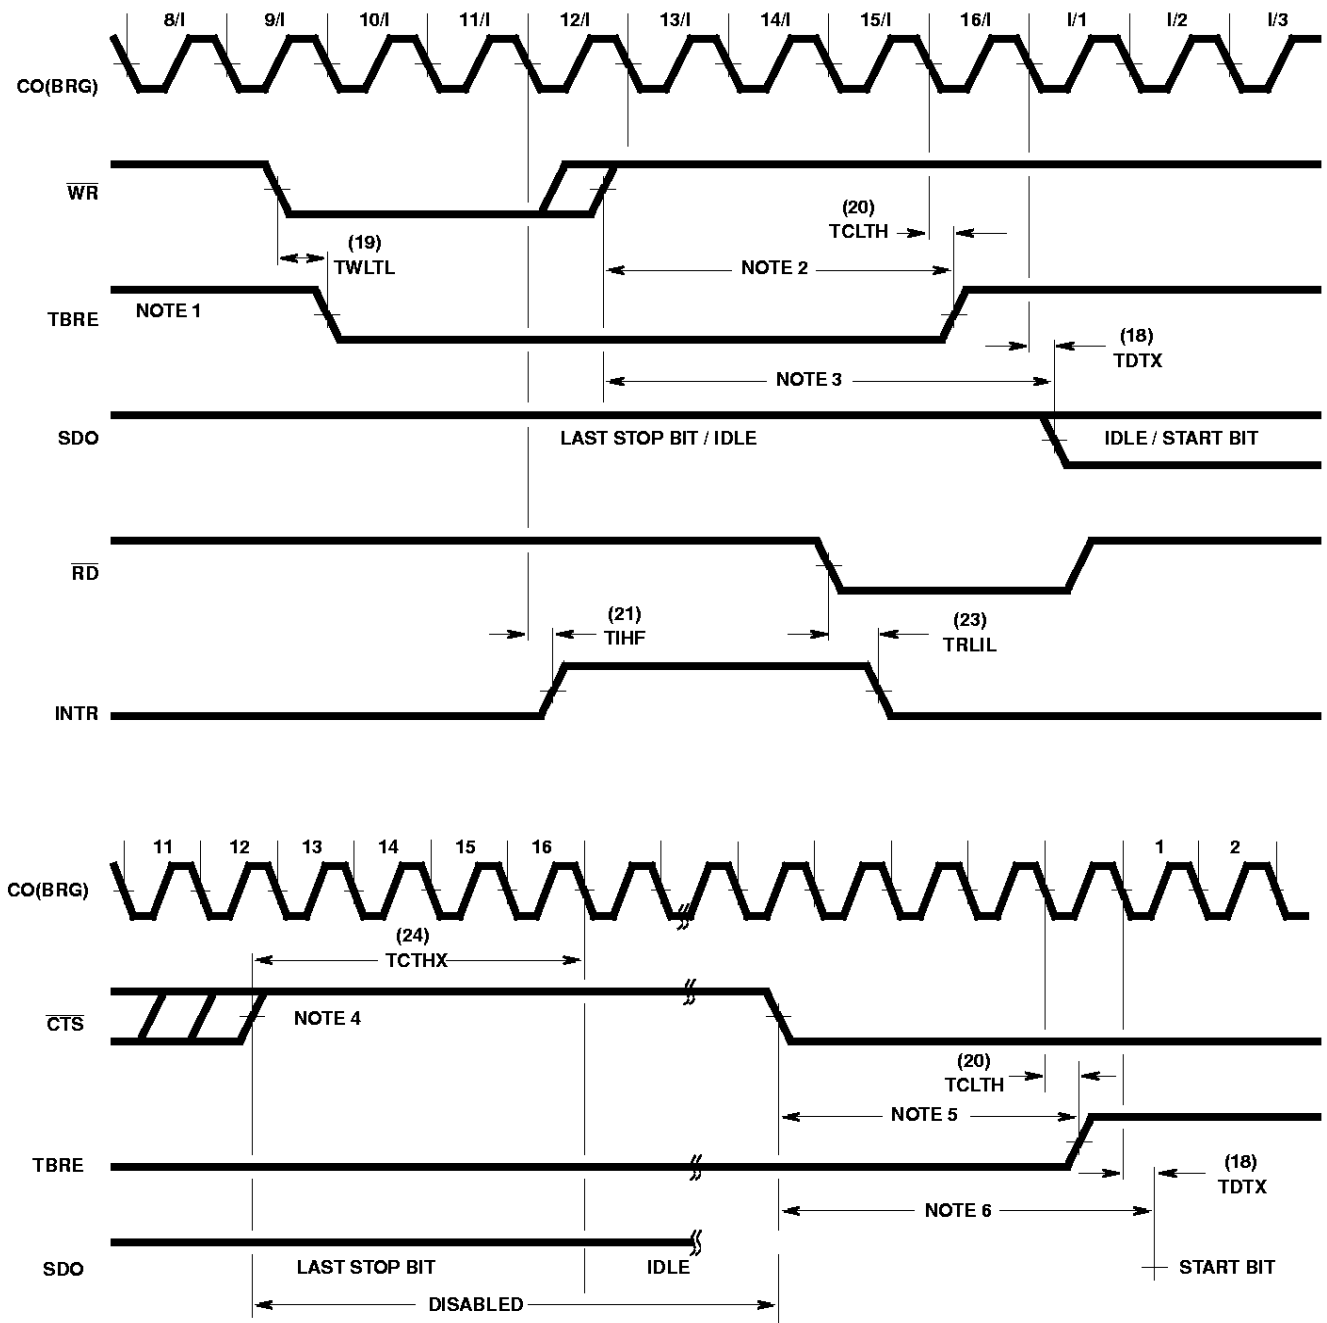 8/I 9/I 10/I 11/I 12/I 13/I 14/I 15/I 16/I I/1 I/2 I/3
CO(BRG)
WR
(20)
TCLTH
(19)
TWLTL
NOTE 2
NOTE 1
TBRE
(18)
TDTX
NOTE 3
SDO
LAST STOP BIT / IDLE
IDLE / START BIT
RD
(21)
TIHF
(23)
TRLIL
INTR
11 12 13 14 15 16 1 2
CO(BRG)
(24)
TCTHX
CTS
NOTE 4
(20)
TCLTH
NOTE 5
TBRE
(18)
TDTX
NOTE 6
SDO
LAST STOP BIT
IDLE
START BIT
DISABLED